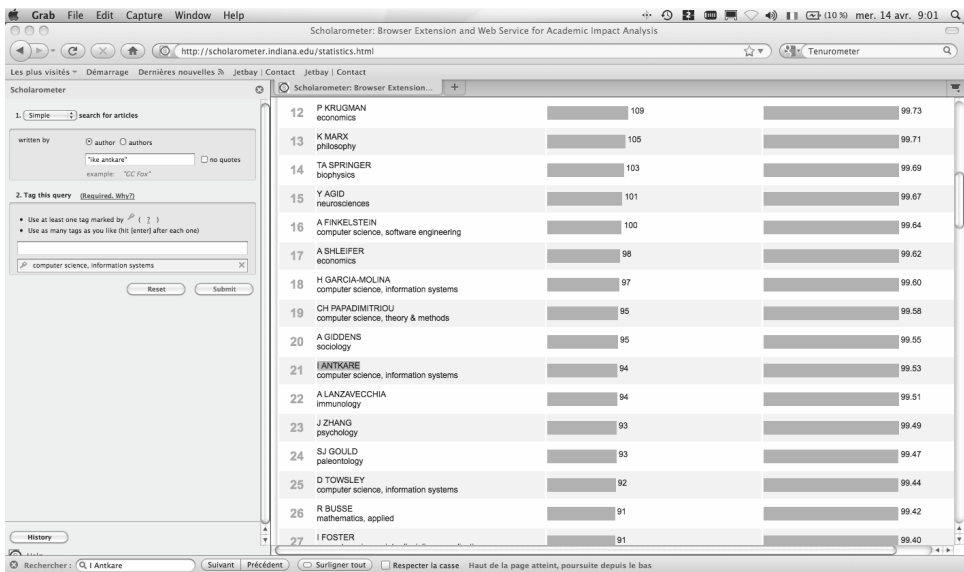 Grab File Edit Capture Window Help
(10 %) mer. 14 avr. 9:01
Scholarometer: Browser Extension and Web Service for Academic Impact Analysis
http://scholarometer.indiana.edu/statistics.html
Tenurometer
Les plus visités Démarrage Dernières nouvelles Jetbay | Contact Jetbay | Contact
Scholarometer
Scholarometer: Browser Extension... +
1. Simple search for articles
written by author authors
"ike antkare" no quotes
example: "GC Fox"
2. Tag this query (Required. Why?)
• Use at least one tag marked by ( ? )
• Use as many tags as you like (hit [enter] after each one)
computer science, information systems
Reset Submit
12 P KRUGMAN 109 99.73
economics
13 K MARX 105 99.71
philosophy
14 TA SPRINGER 103 99.69
biophysics
15 Y AGID 101 99.67
neurosciences
16 A FINKELSTEIN 100 99.64
computer science, software engineering
17 A SHLEIFER 98 99.62
economics
18 H GARCIA-MOLINA 97 99.60
computer science, information systems
19 CH PAPADIMITRIOU 95 99.58
computer science, theory & methods
20 A GIDDENS 95 99.55
sociology
21 I ANTKARE 94 99.53
computer science, information systems
22 A LANZAVECCHIA 94 99.51
immunology
23 J ZHANG 93 99.49
psychology
24 SJ GOULD 93 99.47
paleontology
25 D TOWSLEY 92 99.44
computer science, information systems
26 R BUSSE 91 99.42
mathematics, applied
27 I FOSTER 91 99.40
History
Rechercher : I Antkare Suivant Précédent Surligner tout Respecter la casse Haut de la page atteint, poursuite depuis le bas